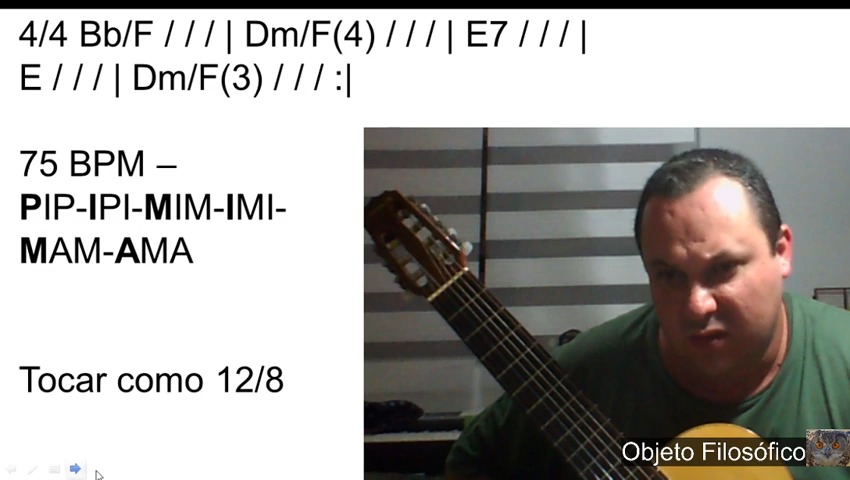 4/4 Bb/F / / / | Dm/F(4) / / / | E7 / / / |
E / / / | Dm/F(3) / / / :|
75 BPM –
PIP-IPI-MIM-IMI-
MAM-AMA
Tocar como 12/8
Objeto Filosófico